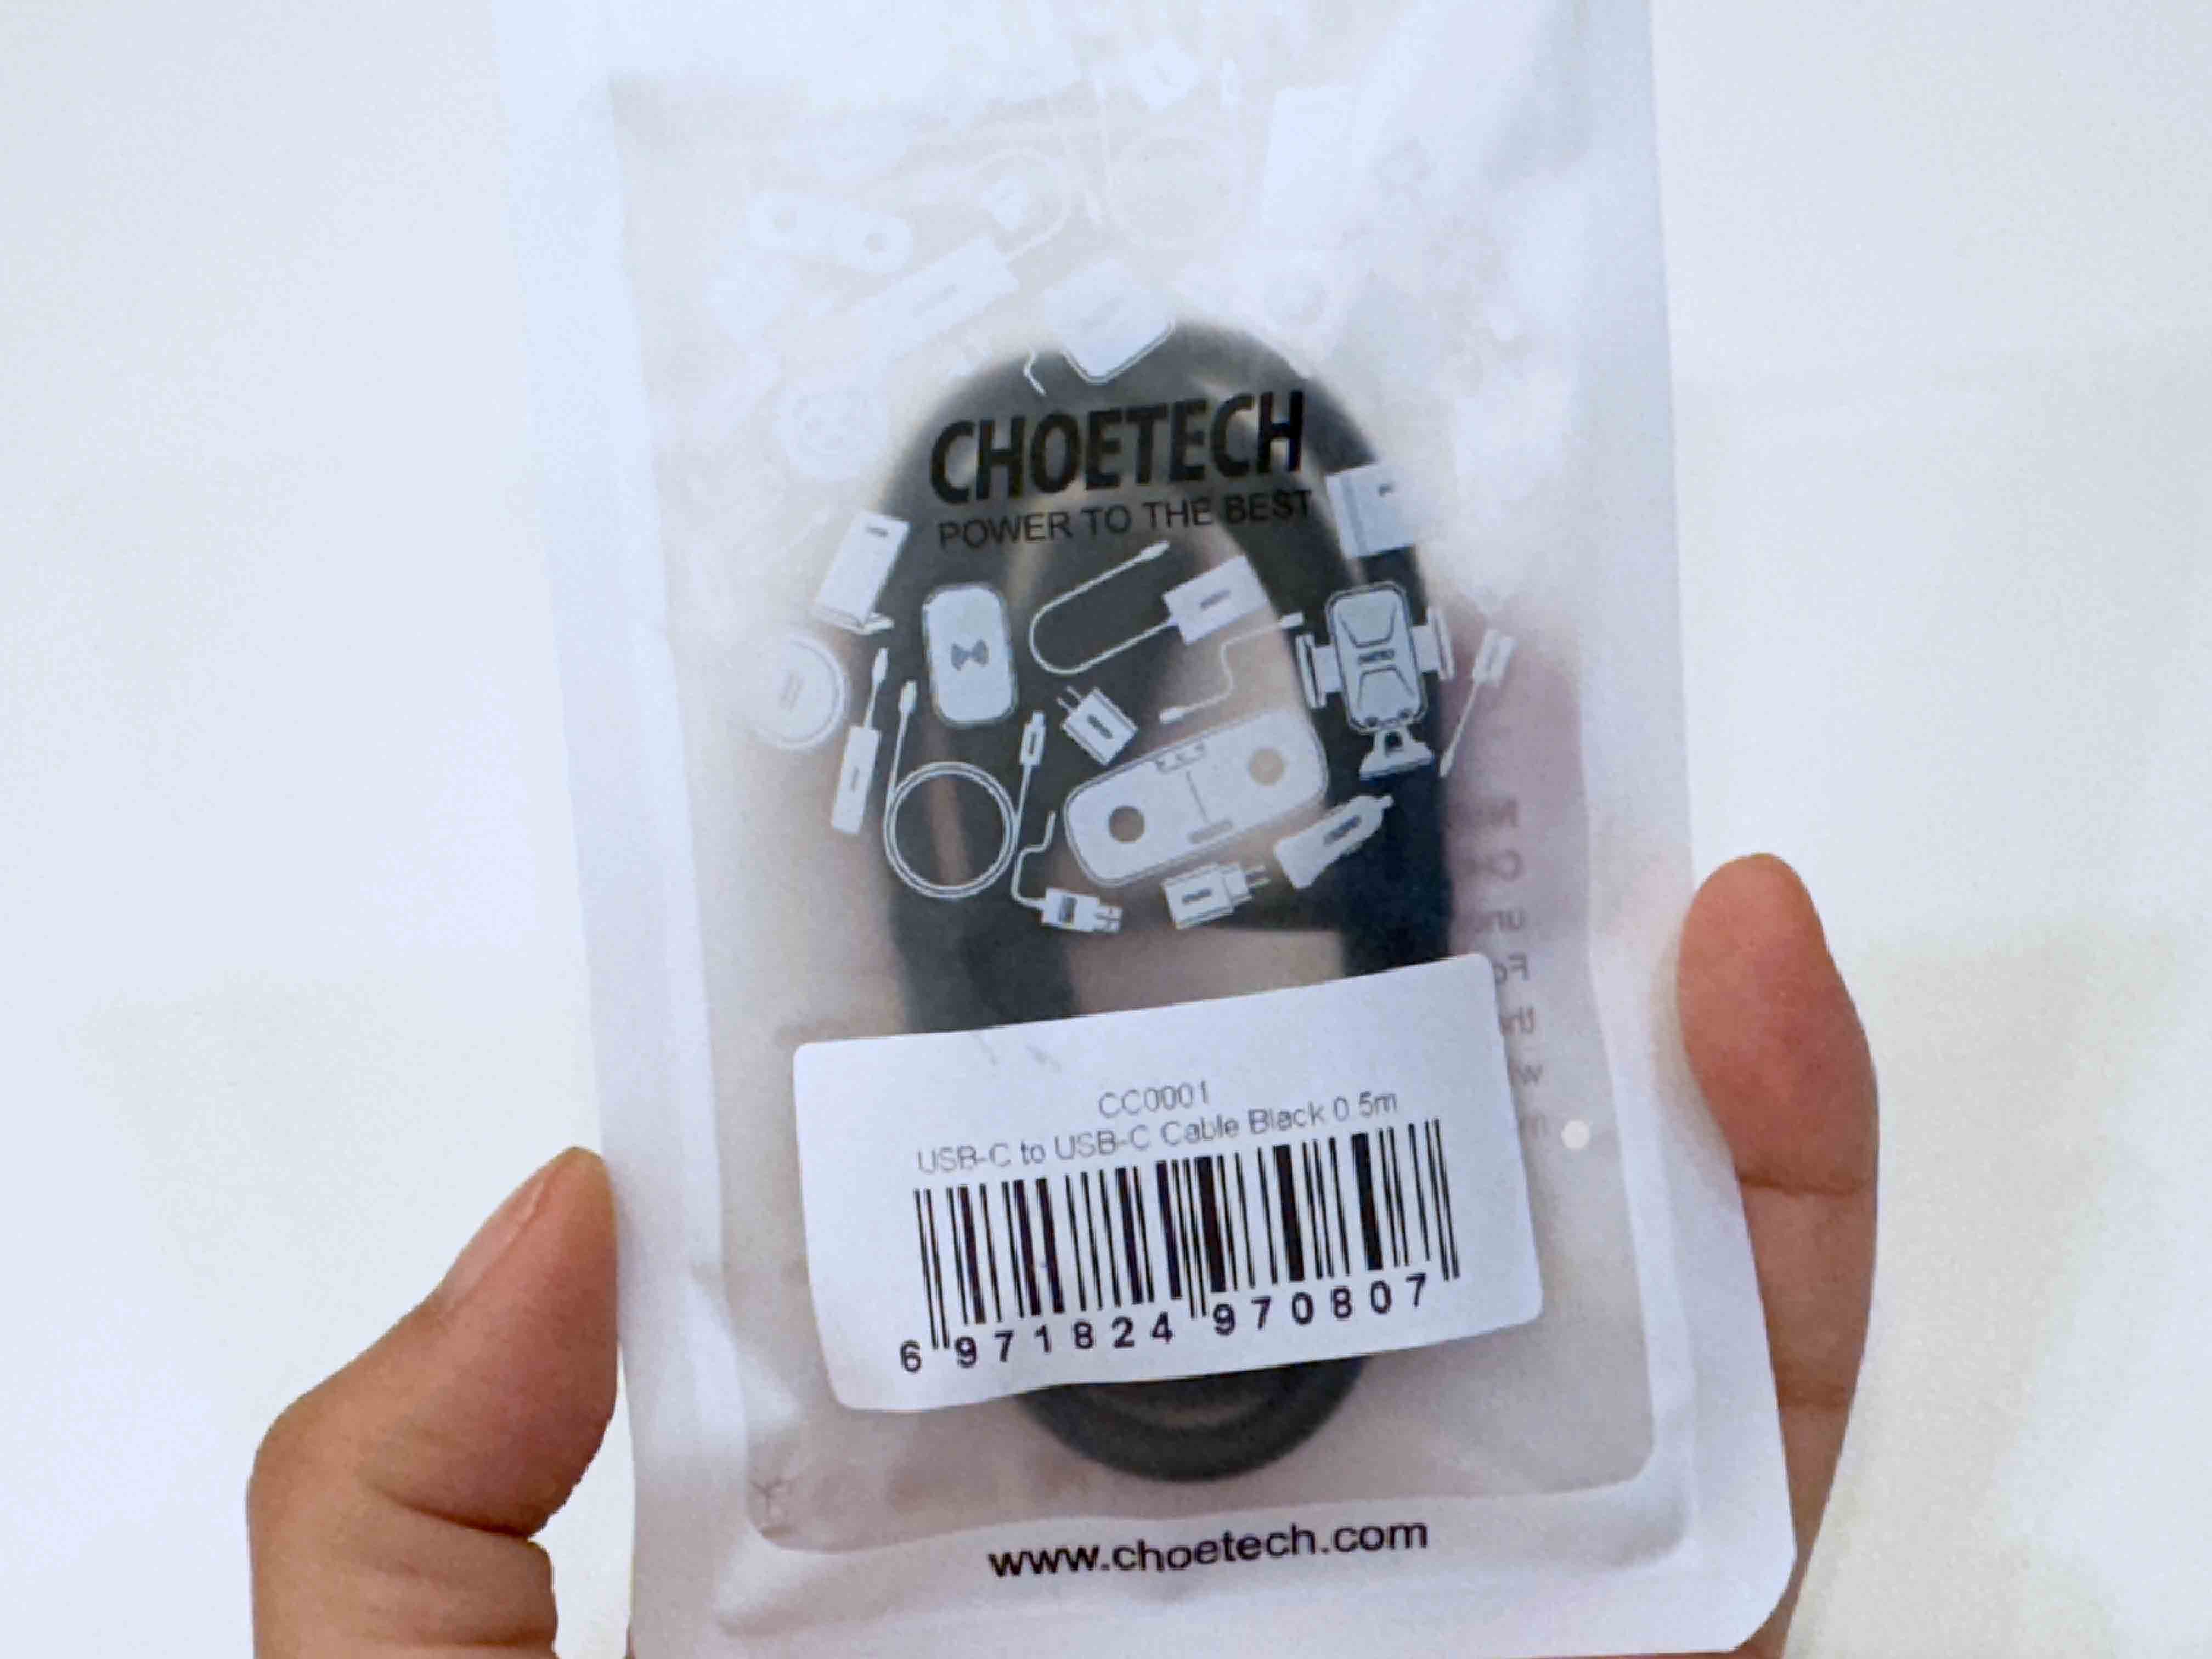 CHOETECH
POWER TO THE BEST
CC0001
USB-C to USB-C Cable Black 0 5m
6 971824 970807
www.choetech.com